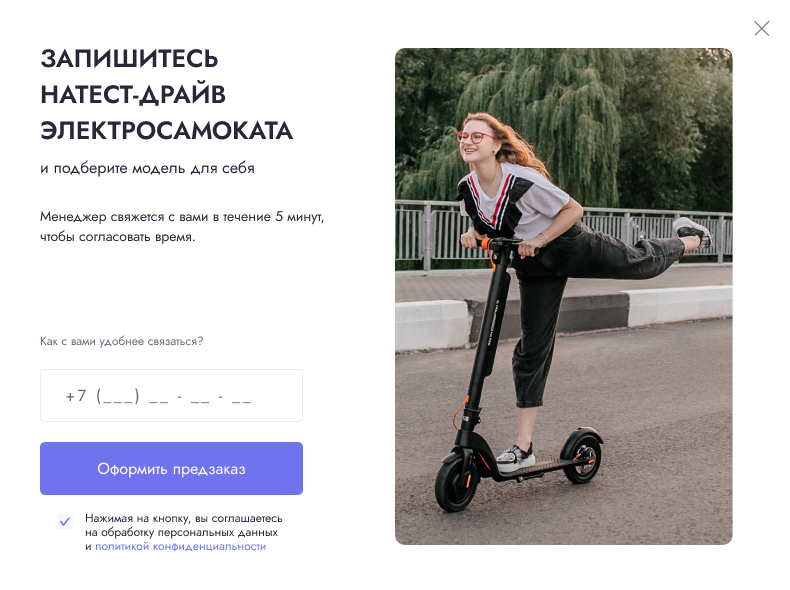 ЗАПИШИТЕСЬ
НАТЕСТ-ДРАЙВ
ЭЛЕКТРОСАМОКАТА
и подберите модель для себя
Менеджер свяжется с вами в течение 5 минут,
чтобы согласовать время.
Как с вами удобнее связаться?
+7 (___) __ - __ - __
Оформить предзаказ
Нажимая на кнопку, вы соглашаетесь
на обработку персональных данных
и политикой конфиденциальности